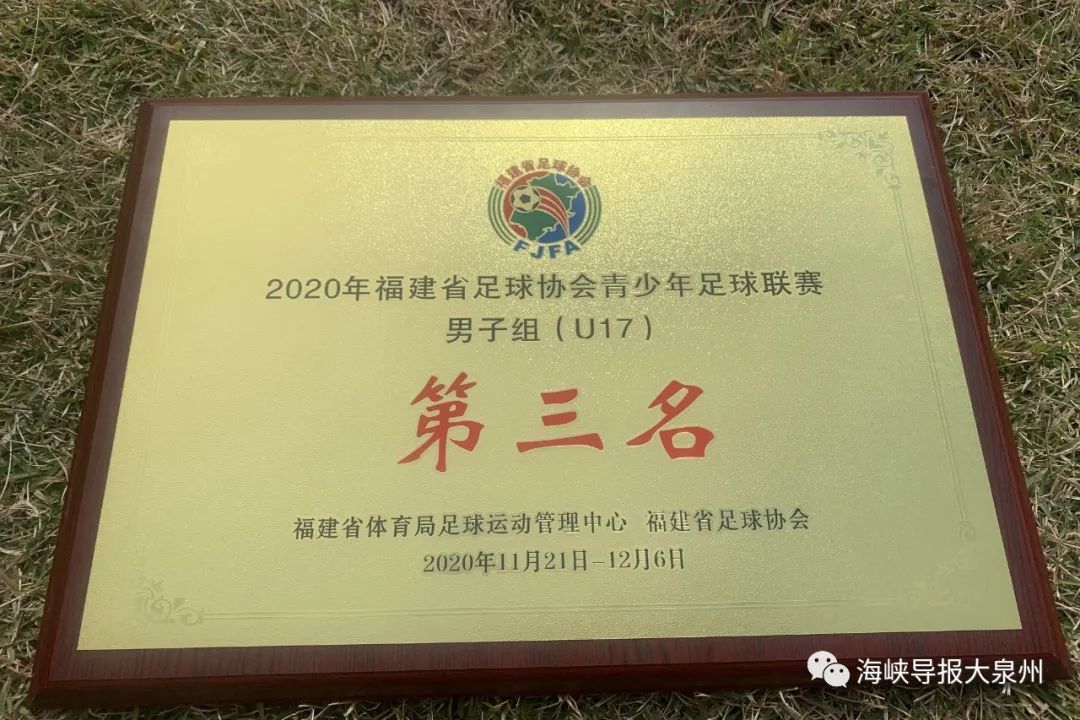 福建省足球协会
FJFA
2020年福建省足球协会青少年足球联赛
男子组（U17）
第三名
福建省体育局足球运动管理中心 福建省足球协会
2020年11月21日-12月6日
海峡导报大泉州